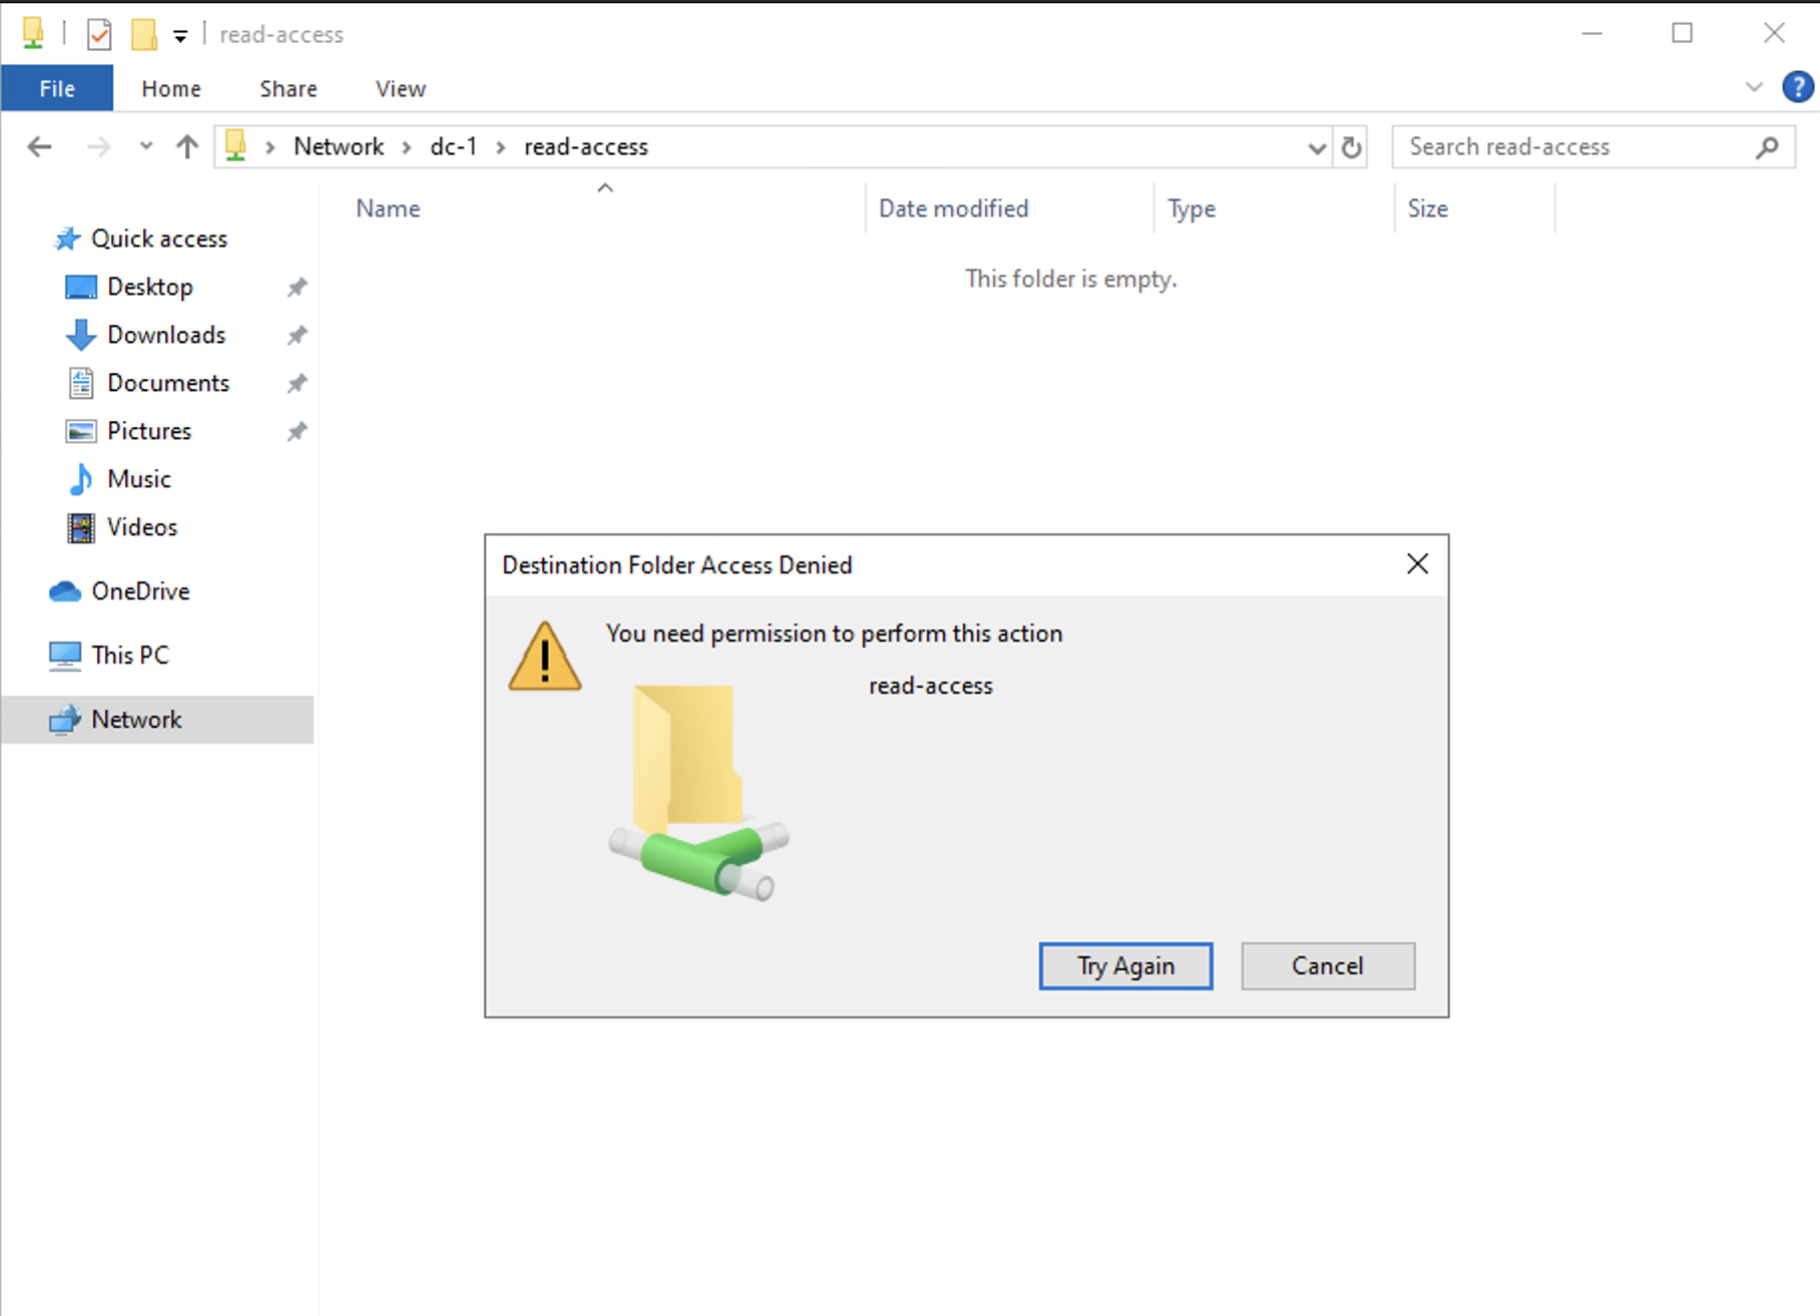 read-access
File Home Share View
Network dc-1 read-access
Search read-access
Name Date modified Type Size
This folder is empty.
Quick access
Desktop
Downloads
Documents
Pictures
Music
Videos
OneDrive
This PC
Network
Destination Folder Access Denied
You need permission to perform this action
read-access
Try Again Cancel